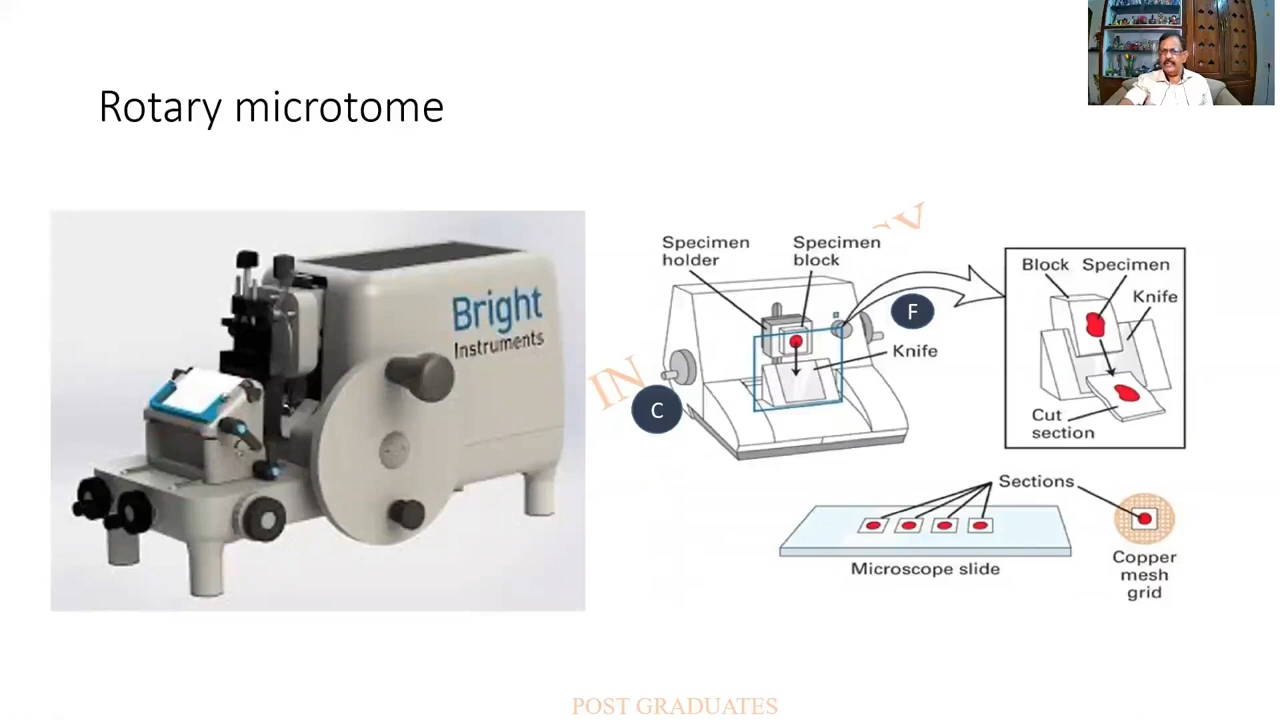 Rotary microtome
Bright
Instruments
IN
Specimen
holder
Specimen
block
F
Knife
C
Block Specimen
Knife
Cut
section
Sections
Microscope slide
Copper
mesh
grid
POST GRADUATES